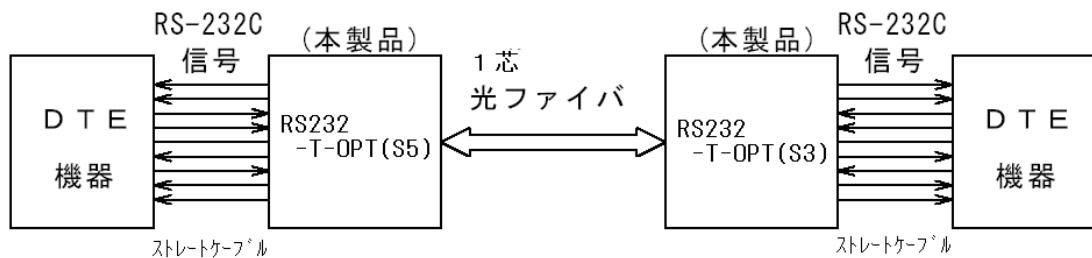 RS-232C
信号
(本製品)
1芯
光ファイバ
(本製品)
RS-232C
信号
DTE
機器
RS232
-T-OPT(S5)
RS232
-T-OPT(S3)
DTE
機器
ストレートケーブル
ストレートケーブル